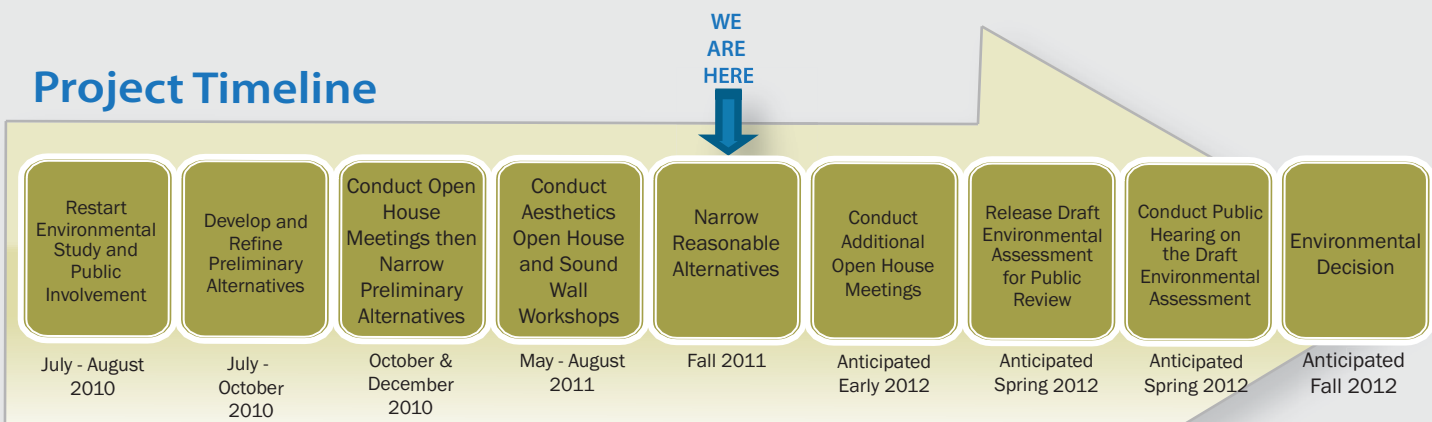 WE
ARE
HERE
Project Timeline
Restart
Environmental
Study and
Public
Involvement
July - August
2010
Develop and
Refine
Preliminary
Alternatives
July -
October
2010
Conduct Open
House
Meetings then
Narrow
Preliminary
Alternatives
October &
December
2010
Conduct
Aesthetics
Open House
and Sound
Wall
Workshops
May - August
2011
Narrow
Reasonable
Alternatives
Fall 2011
Conduct
Additional
Open House
Meetings
Anticipated
Early 2012
Release Draft
Environmental
Assessment
for Public
Review
Anticipated
Spring 2012
Conduct Public
Hearing on
the Draft
Environmental
Assessment
Anticipated
Spring 2012
Environmental
Decision
Anticipated
Fall 2012